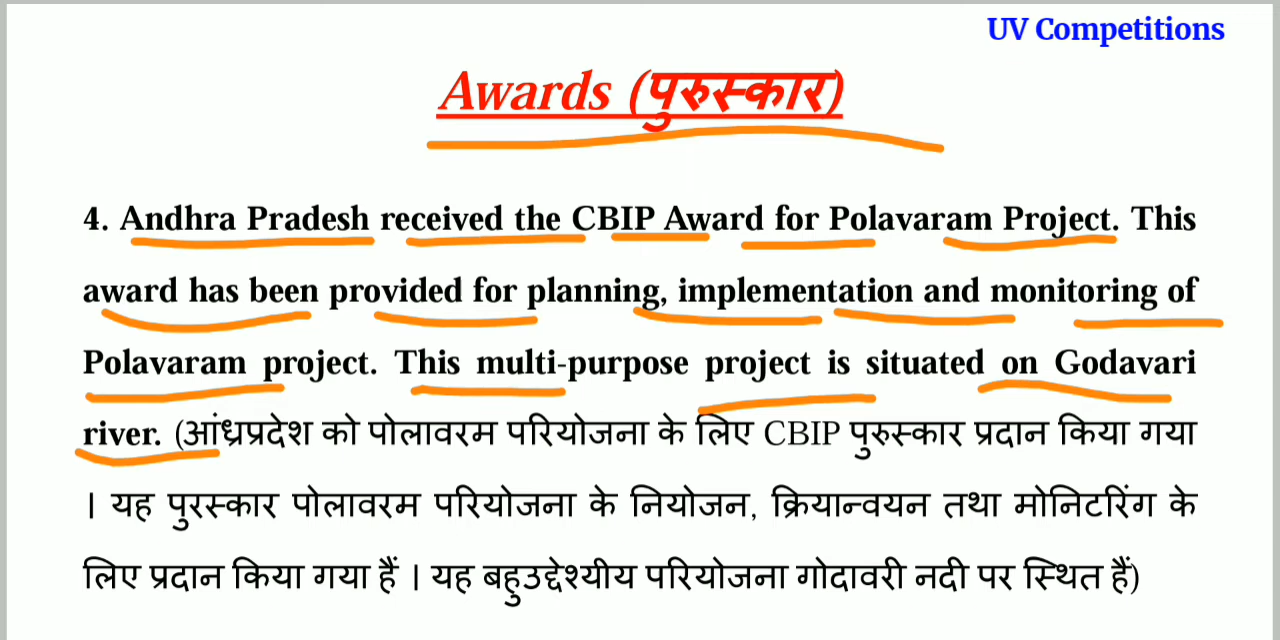 UV Competitions
Awards (पुरुस्कार)
4. Andhra Pradesh received the CBIP Award for Polavaram Project. This
award has been provided for planning, implementation and monitoring of
Polavaram project. This multi-purpose project is situated on Godavari
river. (आंध्रप्रदेश को पोलावरम परियोजना के लिए CBIP पुरुस्कार प्रदान किया गया
। यह पुरस्कार पोलावरम परियोजना के नियोजन, क्रियान्वयन तथा मोनिटरिंग के
लिए प्रदान किया गया हैं । यह बहुउद्देश्यीय परियोजना गोदावरी नदी पर स्थित हैं)